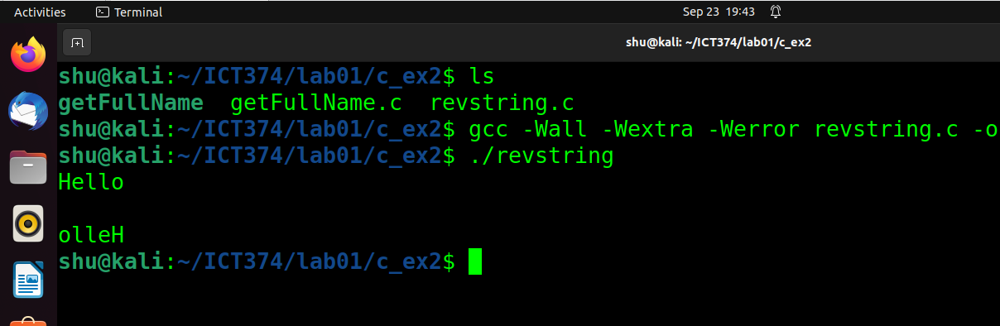 Activities Terminal Sep 23 19:43
shu@kali: ~/ICT374/lab01/c_ex2
shu@kali:~/ICT374/lab01/c_ex2$ ls
getFullName getFullName.c revstring.c
shu@kali:~/ICT374/lab01/c_ex2$ gcc -Wall -Wextra -Werror revstring.c -o
shu@kali:~/ICT374/lab01/c_ex2$ ./revstring
Hello
olleH
shu@kali:~/ICT374/lab01/c_ex2$